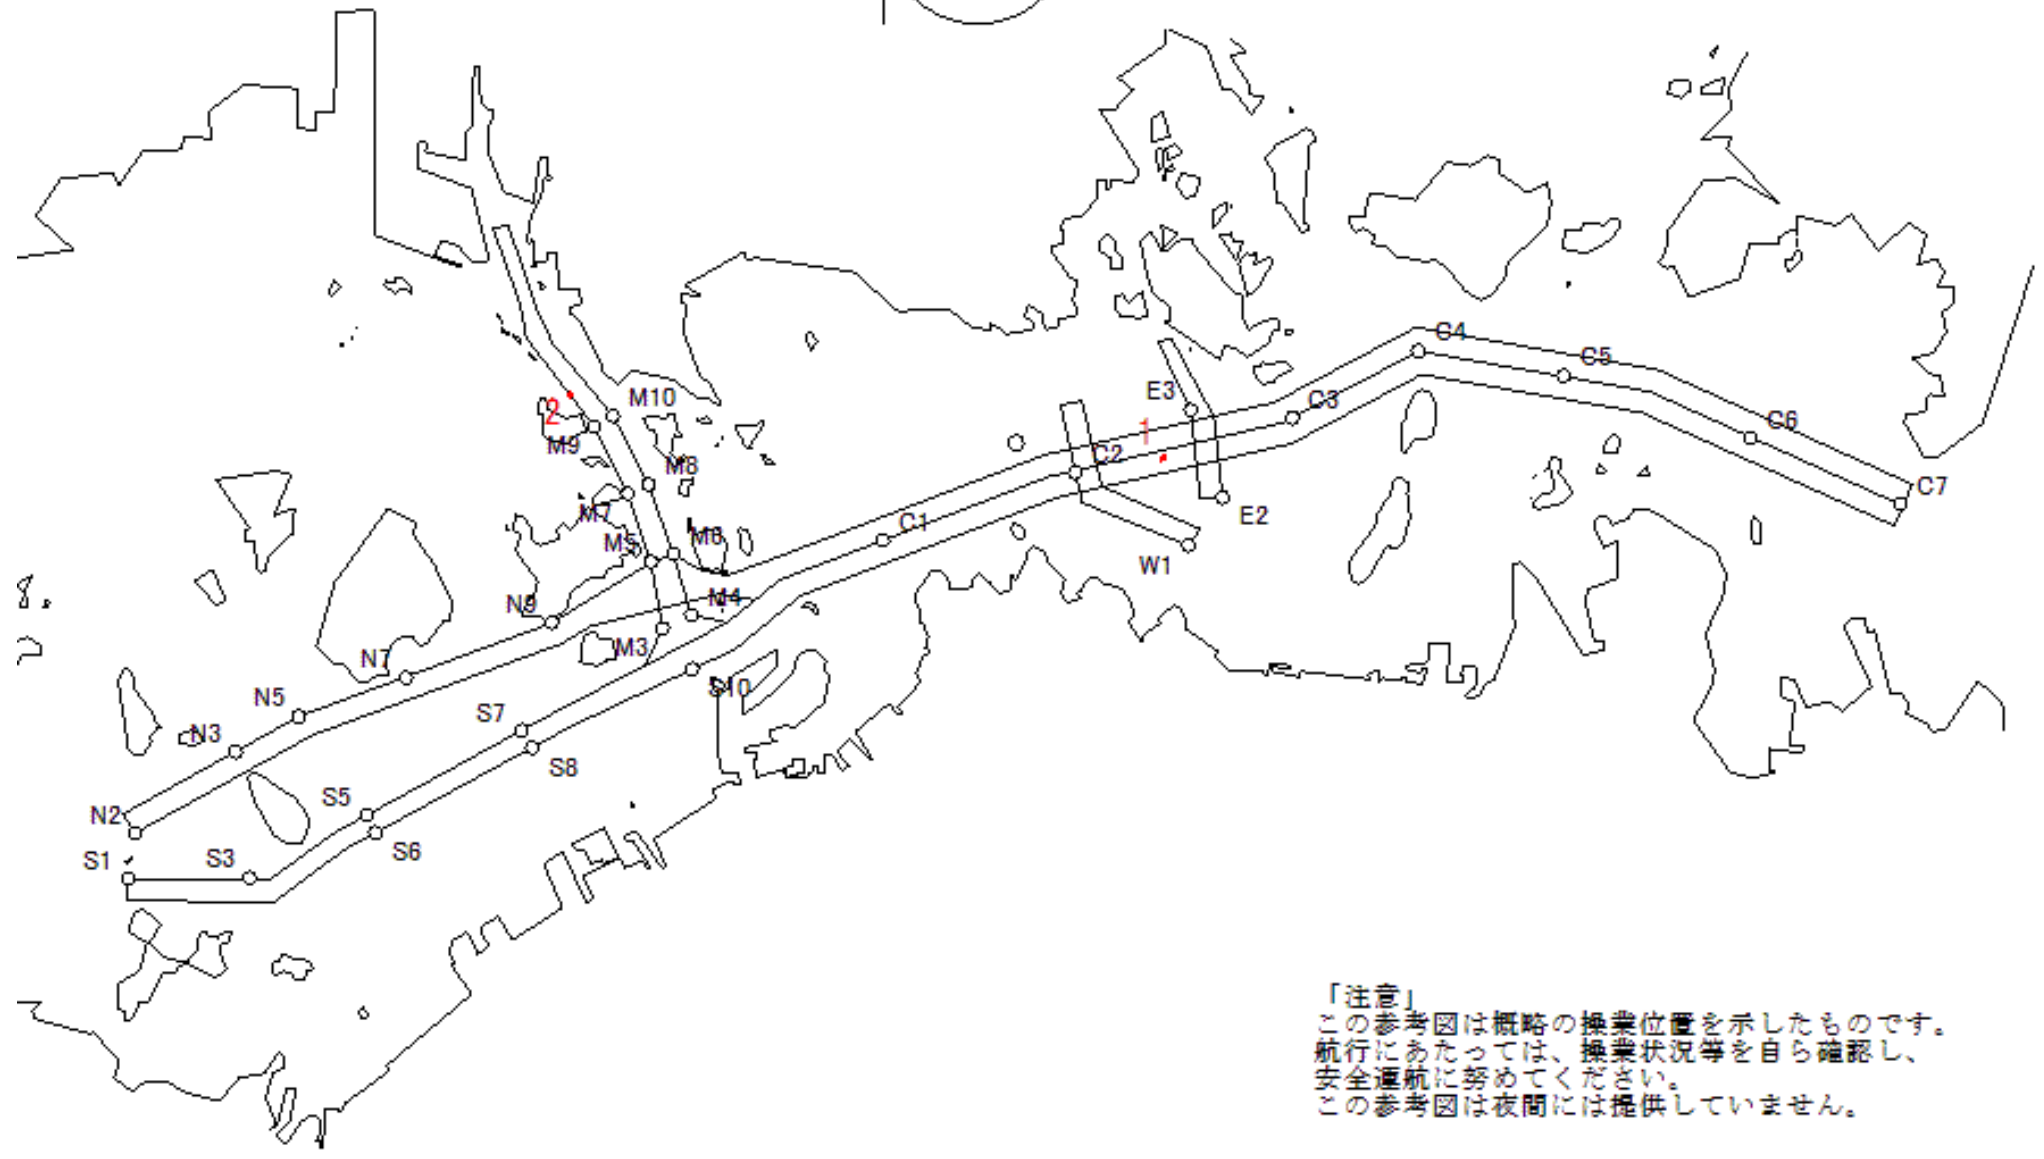 C4
C5
M10
E3
2
C3
1
C6
M9
C2
M8
C7
M7
E2
C1
M6
M5
W1
N9
M4
M3
N7
S10
N5
S7
N3
S8
S5
N2
S6
S1
S3
「注意」
この参考図は概略の操業位置を示したものです。
航行にあたっては、操業状況等を自ら確認し、
安全運航に努めてください。
この参考図は夜間には提供していません。